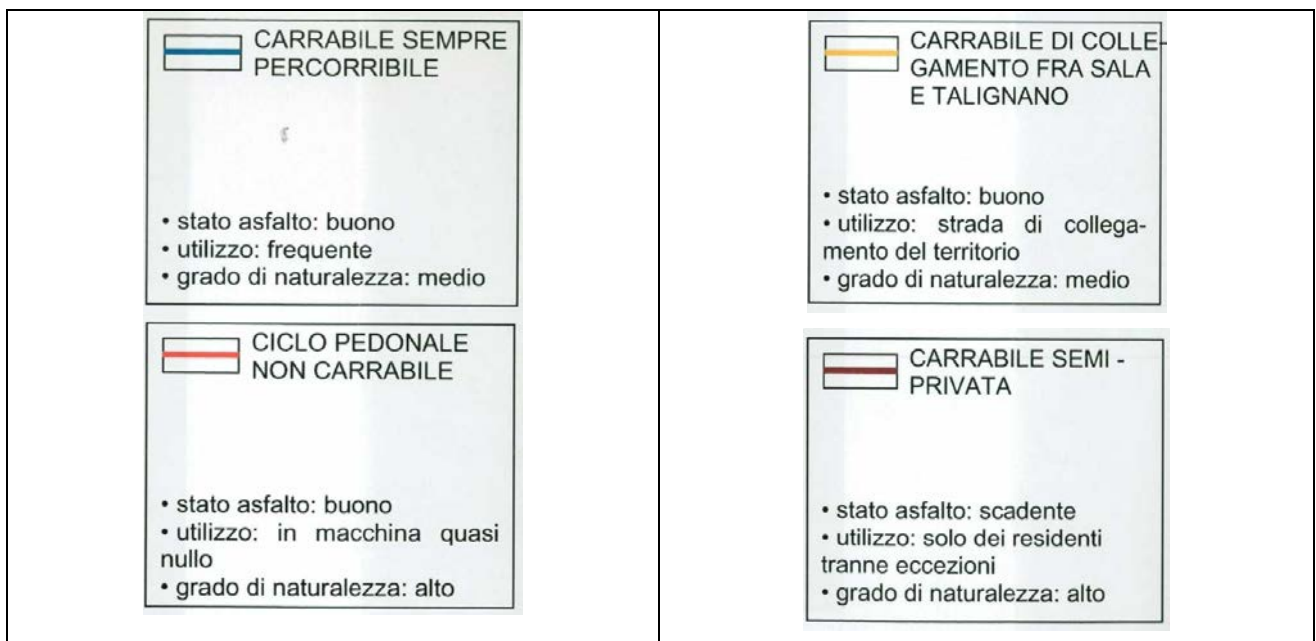 CARRABILE SEMPRE
PERCORRIBILE
• stato asfalto: buono
• utilizzo: frequente
• grado di naturalezza: medio
CICLO PEDONALE
NON CARRABILE
• stato asfalto: buono
• utilizzo: in macchina quasi
nullo
• grado di naturalezza: alto
CARRABILE DI COLLE-
GAMENTO FRA SALA
E TALIGNANO
• stato asfalto: buono
• utilizzo: strada di collega-
mento del territorio
• grado di naturalezza: medio
CARRABILE SEMI -
PRIVATA
• stato asfalto: scadente
• utilizzo: solo dei residenti
tranne eccezioni
• grado di naturalezza: alto